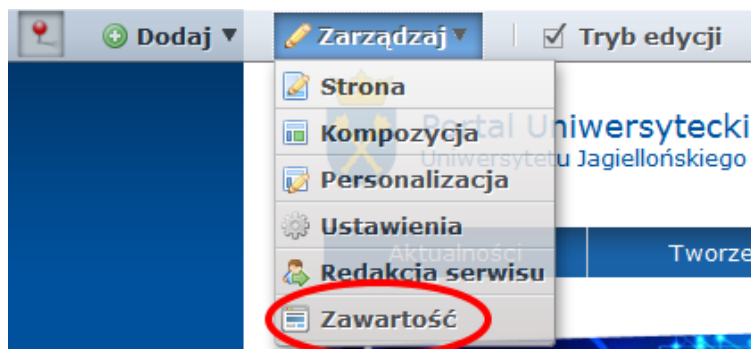 Dodaj Zarządzaj Tryb edycji
Strona
Portal Uniwersytecki
Kompozycja
Uniwersytetu Jagiellońskiego
Personalizacja
Ustawienia
Aktualności Tworze
Redakcja serwisu
Zawartość